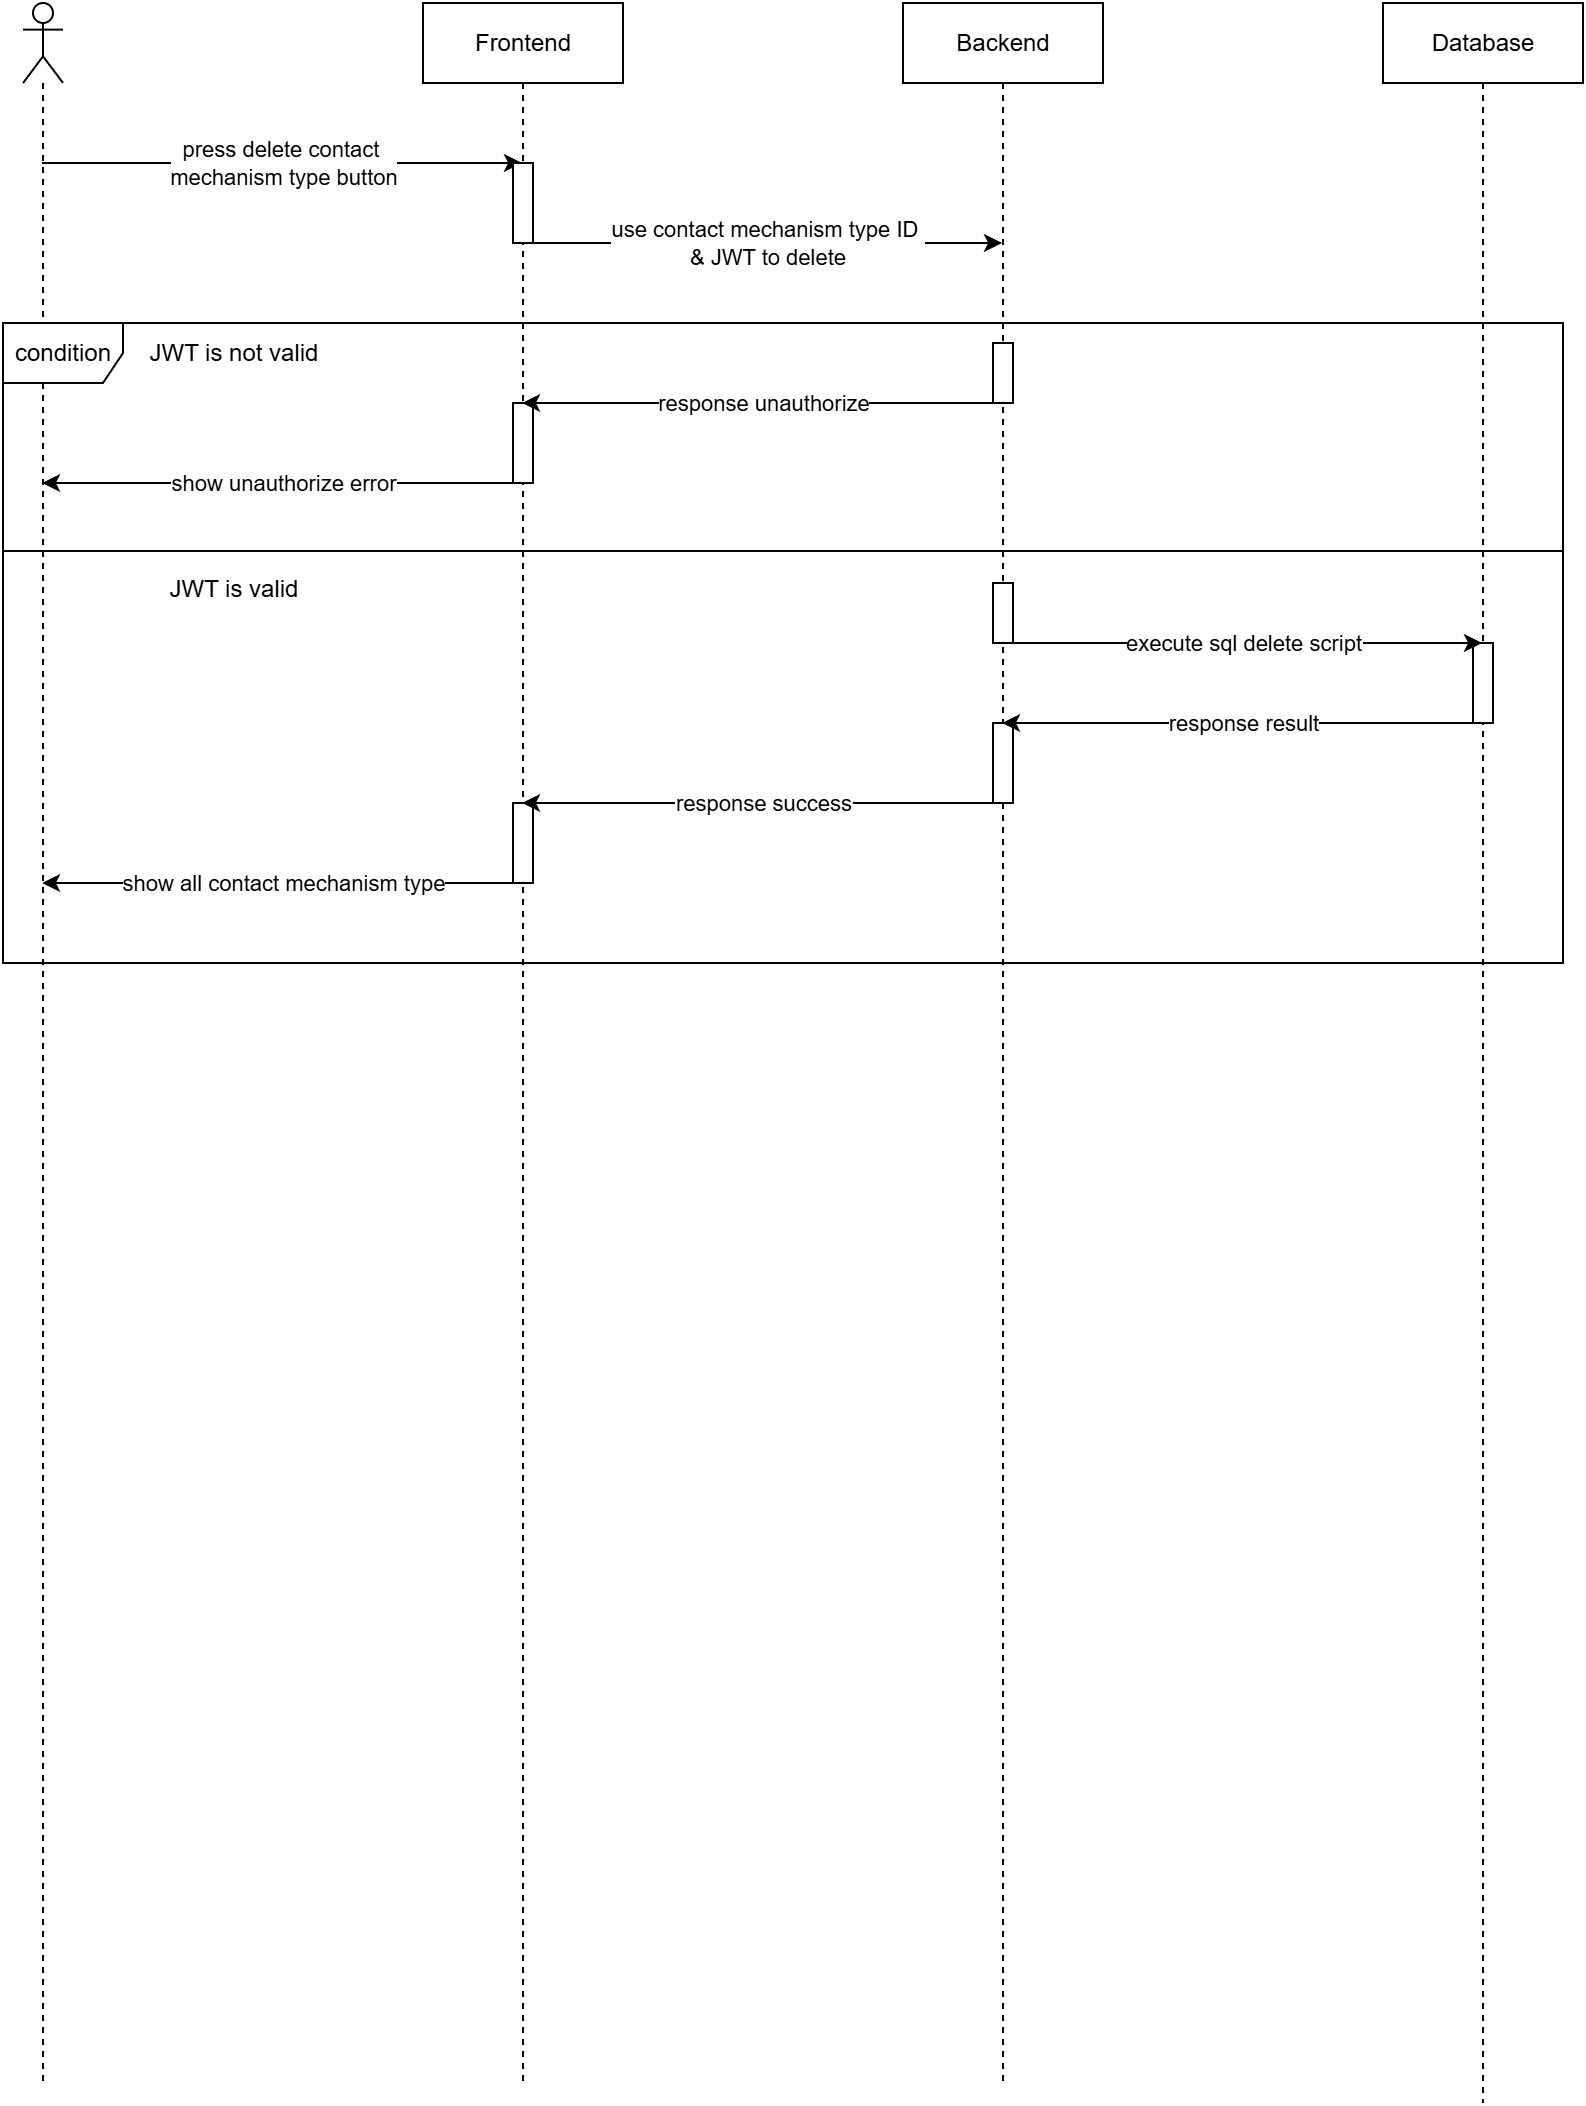 Frontend
Backend
Database
press delete contact
mechanism type button
use contact mechanism type ID
& JWT to delete
condition
JWT is not valid
response unauthorize
show unauthorize error
JWT is valid
execute sql delete script
response result
response success
show all contact mechanism type